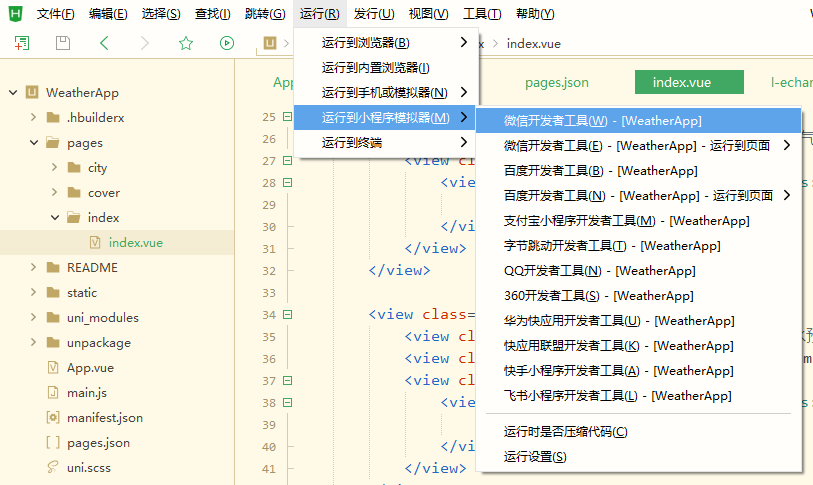 文件(F) 编辑(E) 选择(S) 查找(I) 跳转(G) 运行(R) 发行(U) 视图(V) 工具(T) 帮助(Y)
index.vue
运行到浏览器(B)
运行到内置浏览器(I)
运行到手机或模拟器(N)
运行到小程序模拟器(M)
运行到终端
pages.json
index.vue
l-echar
WeatherApp
.hbuilderx
pages
city
cover
index
index.vue
README
static
uni_modules
unpackage
App.vue
main.js
manifest.json
pages.json
uni.scss
微信开发者工具(W) - [WeatherApp]
微信开发者工具(E) - [WeatherApp] - 运行到页面
百度开发者工具(B) - [WeatherApp]
百度开发者工具(N) - [WeatherApp] - 运行到页面
支付宝小程序开发者工具(M) - [WeatherApp]
字节跳动开发者工具(T) - [WeatherApp]
QQ开发者工具(N) - [WeatherApp]
360开发者工具(S) - [WeatherApp]
华为快应用开发者工具(U) - [WeatherApp]
快应用联盟开发者工具(K) - [WeatherApp]
快手小程序开发者工具(A) - [WeatherApp]
飞书小程序开发者工具(L) - [WeatherApp]
运行时是否压缩代码(C)
运行设置(S)
25
26
27 <view cl
28 <vie
29
30 </vi
31 </view>
32 </view>
33
34 <view class=
35 <view cl
36 <view cl
37 <view cl
38 <vie
39
40 </vi
41 </view>